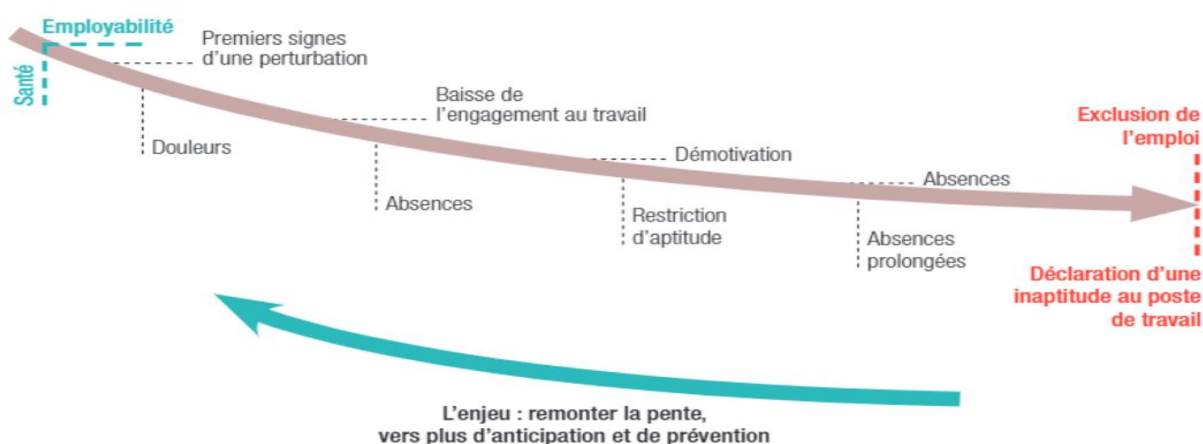 Employabilité
Santé
Premiers signes
d’une perturbation
Douleurs
Baisse de
l’engagement au travail
Absences
Démotivation
Restriction
d’aptitude
Absences
Absences
prolongées
Exclusion de
l’emploi
Déclaration d’une
inaptitude au poste
de travail
L’enjeu : remonter la pente,
vers plus d’anticipation et de prévention